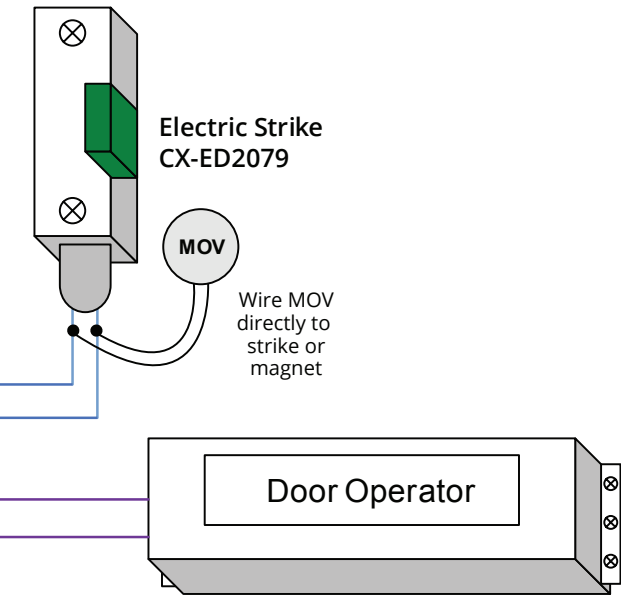 Electric Strike
CX-ED2079
MOV
Wire MOV
directly to
strike or
magnet
Door Operator